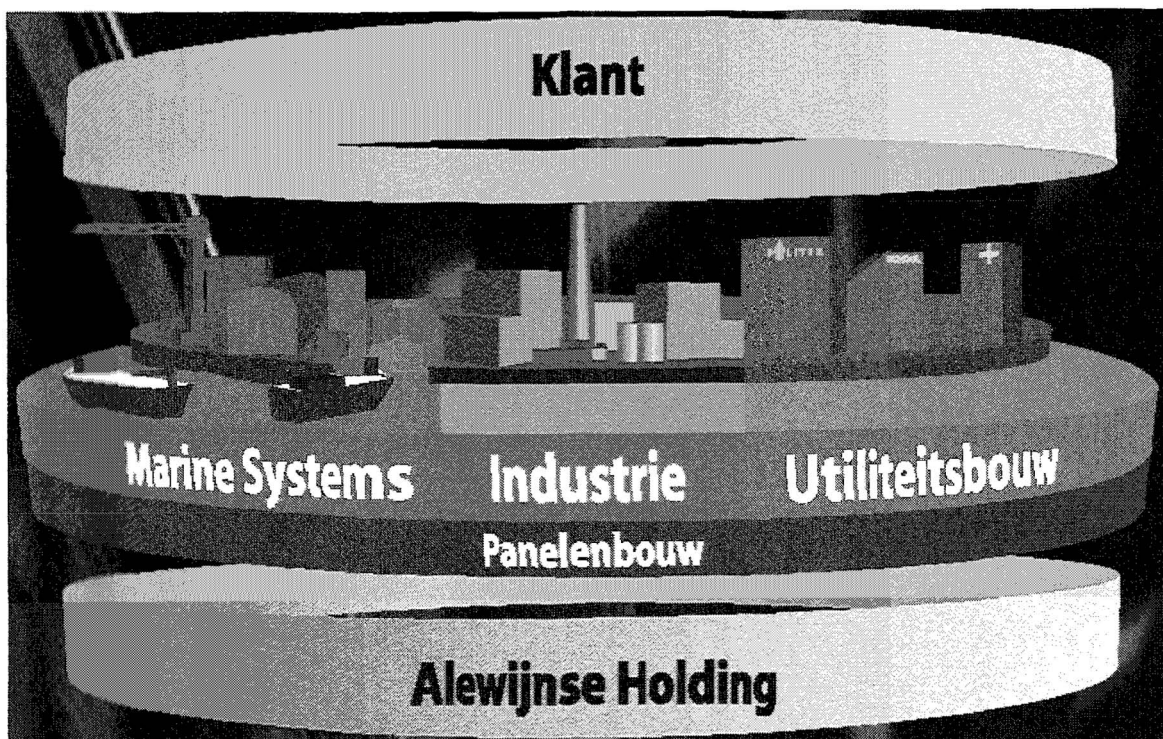 Klant
Marine Systems Industrie Utiliteitsbouw
Panelenbouw
Alewijnse Holding